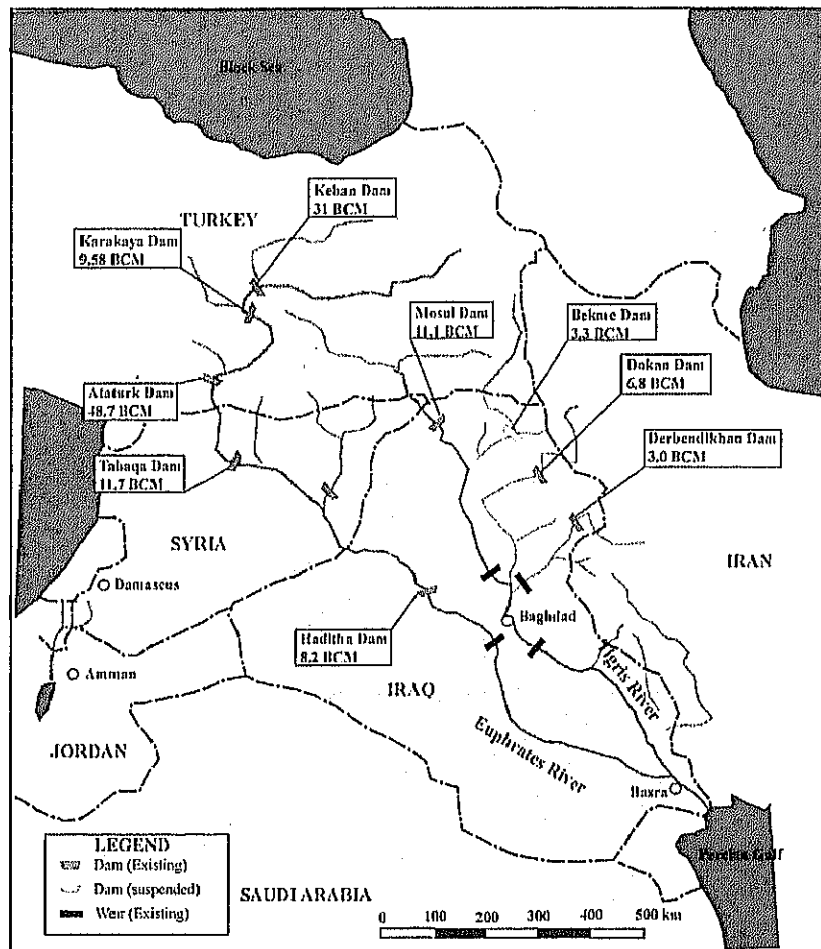 Black Sea
Keban Dam
31 BCM
TURKEY
Karakaya Dam
9,58 BCM
Mosul Dam
11,1 BCM
Bekme Dam
3,3 BCM
Dokan Dam
6,8 BCM
Ataturk Dam
48,7 BCM
Derbendikhan Dam
3,0 BCM
Tabaqa Dam
11,7 BCM
SYRIA
IRAN
Damascus
Baghdad
Haditha Dam
8,2 BCM
Amman
IRAQ
Tigris River
JORDAN
Euphrates River
Basra
LEGEND
Dam (Existing)
Dam (suspended)
Weir (Existing)
Persian Gulf
SAUDI ARABIA
0 100 200 300 400 500 km